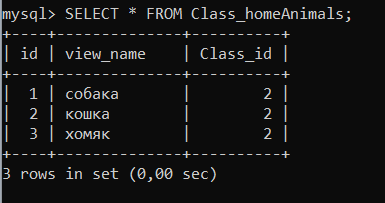 mysql> SELECT * FROM Class_homeAnimals;
+----+--------------+----------+
| id | view_name    | Class_id |
+----+--------------+----------+
|  1 | собака       |        2 |
|  2 | кошка        |        2 |
|  3 | хомяк        |        2 |
+----+--------------+----------+
3 rows in set (0,00 sec)